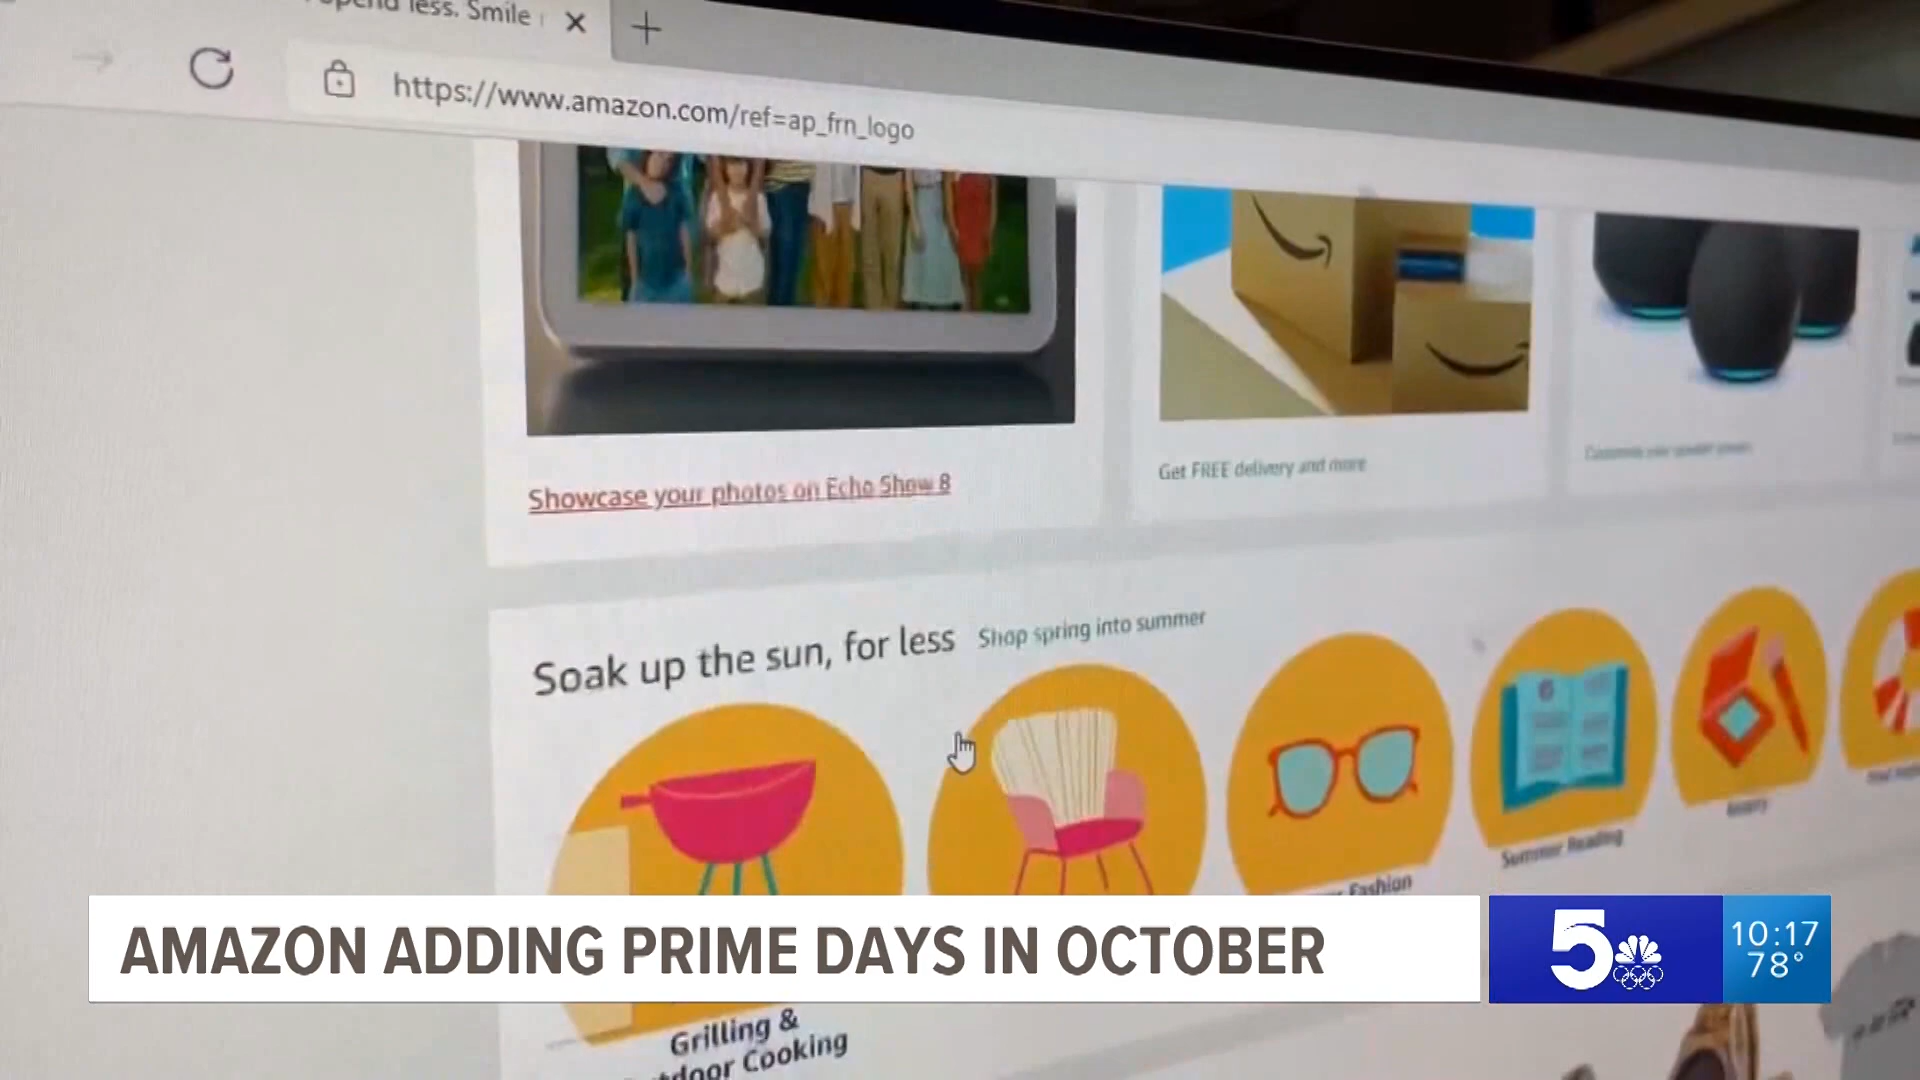 less. Smile
https://www.amazon.com/ref=ap_frn_logo
Showcase your photos on Echo Show 8
Get FREE delivery and more
Soak up the sun, for less Shop spring into summer
Fashion
Summer Reading
Beauty
AMAZON ADDING PRIME DAYS IN OCTOBER
5
10:17
78°
Grilling &
Cooking